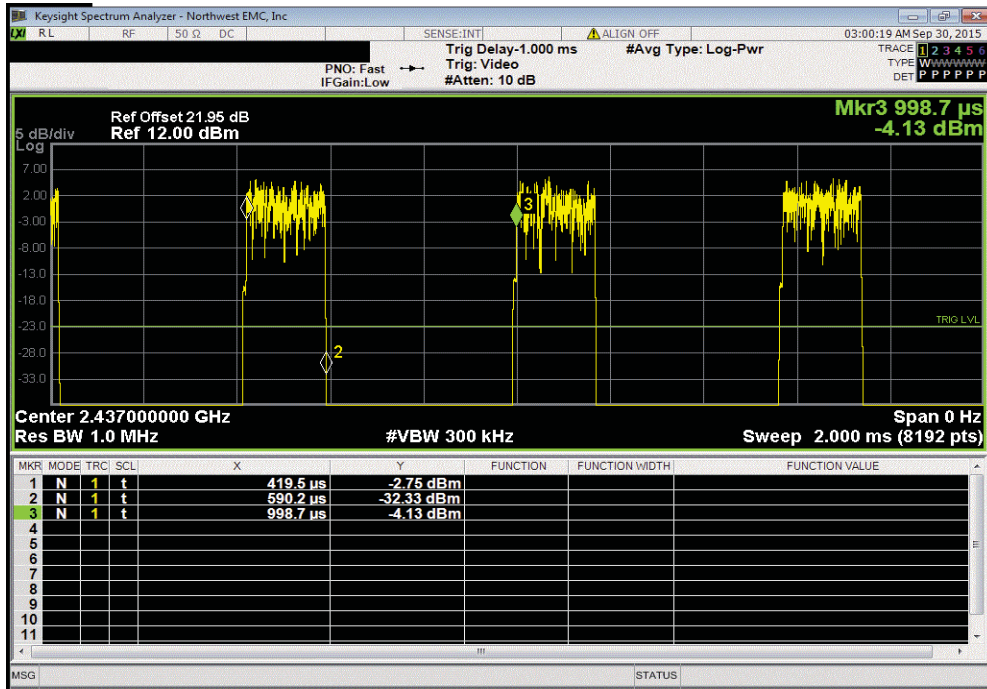 Keysight Spectrum Analyzer - Northwest EMC, Inc
LXI RL RF 50 Ω DC SENSE:INT ALIGN OFF 03:00:19 AM Sep 30, 2015
Trig Delay-1.000 ms #Avg Type: Log-Pwr TRACE 1 2 3 4 5 6
PNO: Fast Trig: Video TYPE WWWWWW
IFGain:Low #Atten: 10 dB DET P P P P P P
Mkr3 998.7 µs
-4.13 dBm
Ref Offset 21.95 dB
5 dB/div Ref 12.00 dBm
Log
7.00
2.00
3
-3.00
-8.00
-13.0
-18.0
TRIG LVL
-23.0
2
-28.0
-33.0
Center 2.437000000 GHz Span 0 Hz
Res BW 1.0 MHz #VBW 300 kHz Sweep 2.000 ms (8192 pts)
MKR MODE TRC SCL X Y FUNCTION FUNCTION WIDTH FUNCTION VALUE
1 N 1 t 419.5 µs -2.75 dBm
2 N 1 t 590.2 µs -32.33 dBm
3 N 1 t 998.7 µs -4.13 dBm
4
5
6
7
8
9
10
11
MSG STATUS